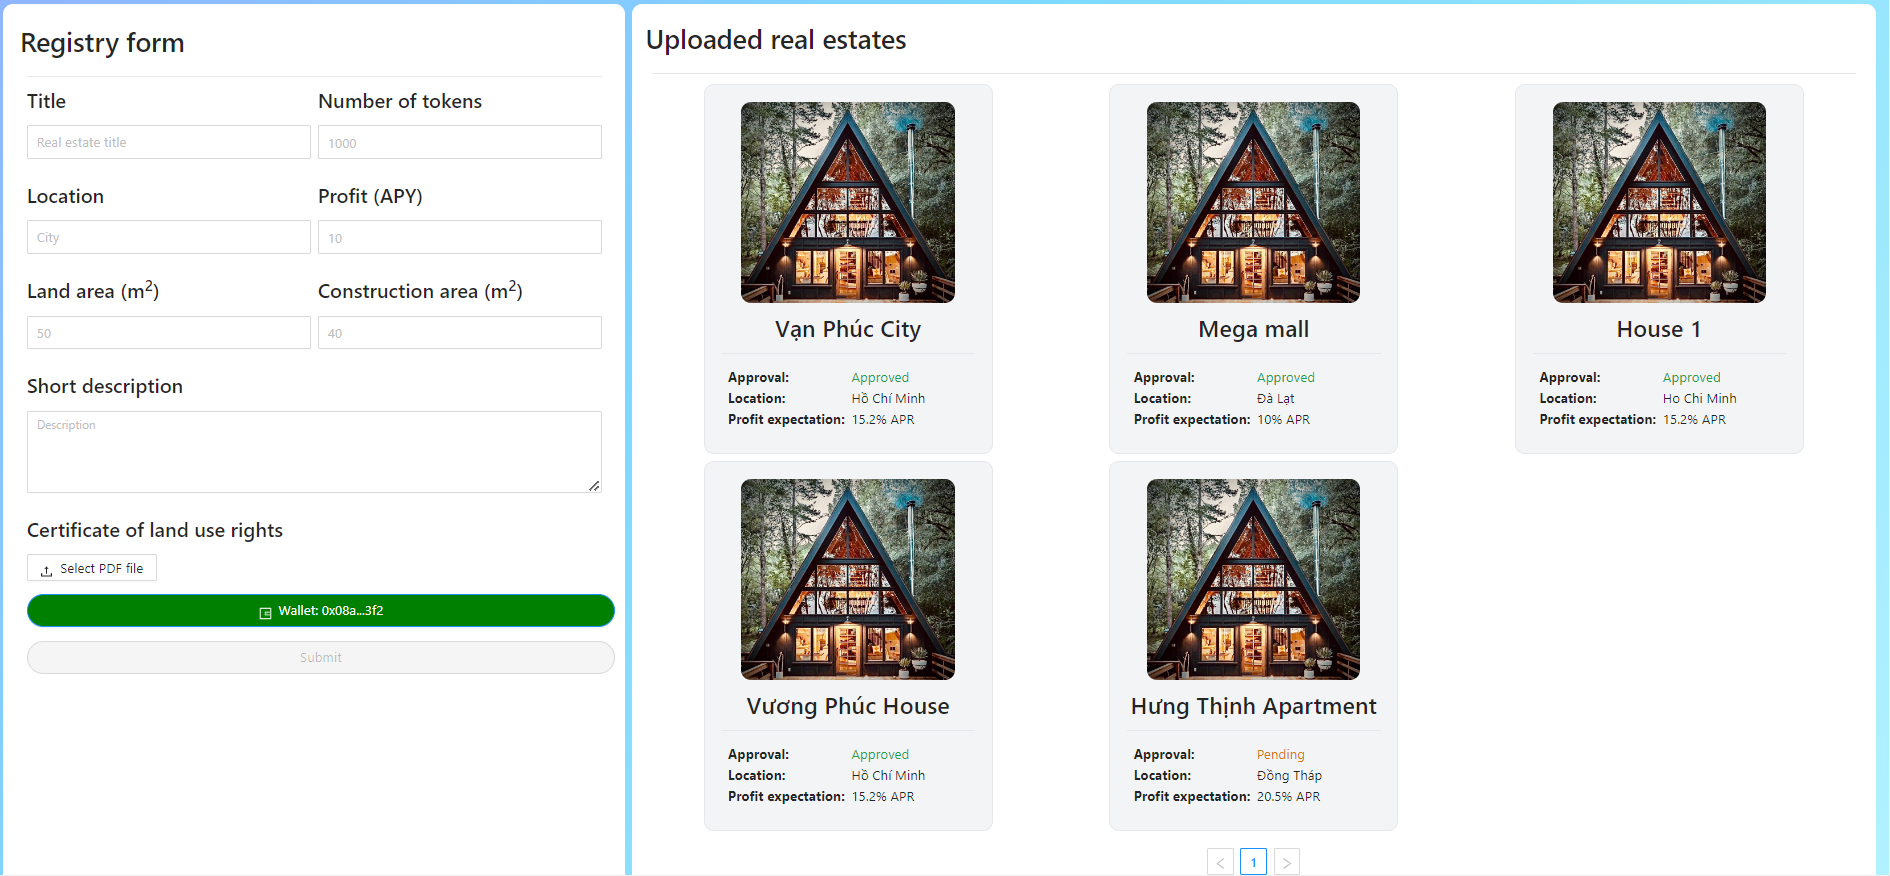 Registry form
Title
Number of tokens
Real estate title
1000
Location
Profit (APY)
City
10
Land area (m²)
Construction area (m²)
50
40
Short description
Description
Certificate of land use rights
Select PDF file
Wallet: 0x08a...3f2
Submit
Uploaded real estates
Vạn Phúc City
Approval: Approved
Location: Hồ Chí Minh
Profit expectation: 15.2% APR
Mega mall
Approval: Approved
Location: Đà Lạt
Profit expectation: 10% APR
House 1
Approval: Approved
Location: Ho Chi Minh
Profit expectation: 15.2% APR
Vương Phúc House
Approval: Approved
Location: Hồ Chí Minh
Profit expectation: 15.2% APR
Hưng Thịnh Apartment
Approval: Pending
Location: Đồng Tháp
Profit expectation: 20.5% APR
< 1 >